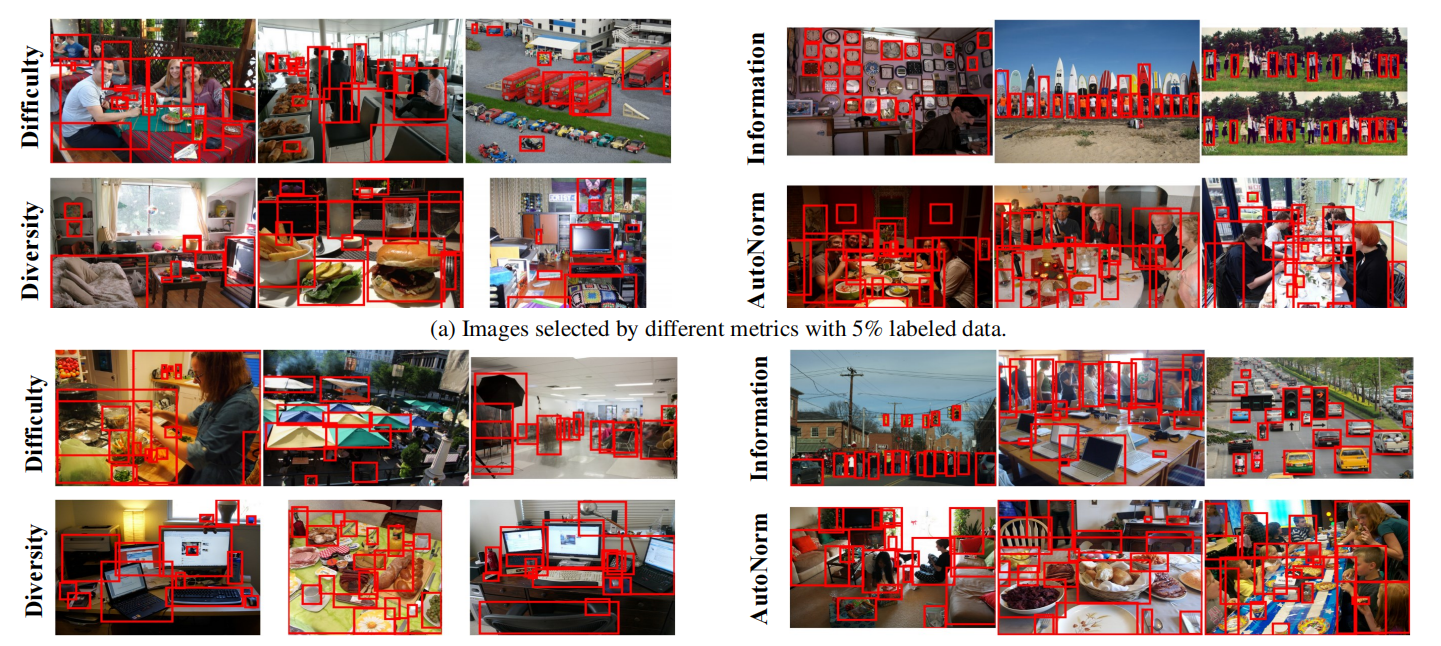 Difficulty
Information
Diversity
AutoNorm
(a) Images selected by different metrics with 5% labeled data.
Difficulty
Information
Diversity
AutoNorm